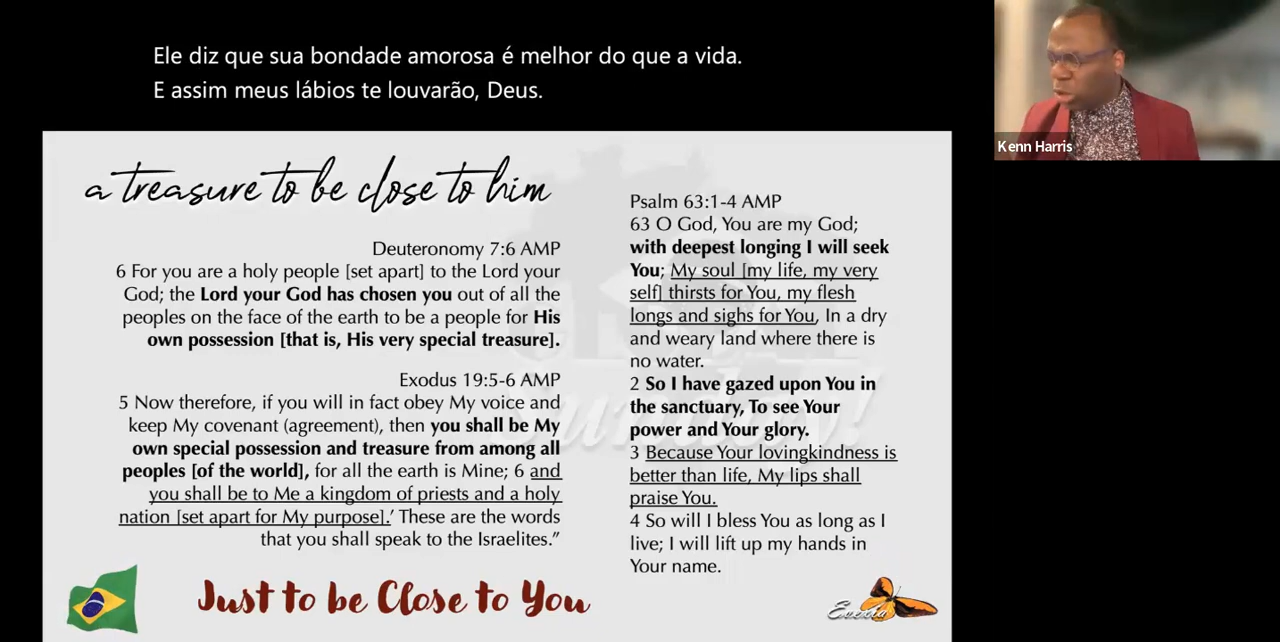 Ele diz que sua bondade amorosa é melhor do que a vida.
E assim meus lábios te louvarão, Deus.
Kenn Harris
a treasure to be close to him
Deuteronomy 7:6 AMP
6 For you are a holy people [set apart] to the Lord your
God; the Lord your God has chosen you out of all the
peoples on the face of the earth to be a people for His
own possession [that is, His very special treasure].
Exodus 19:5-6 AMP
5 Now therefore, if you will in fact obey My voice and
keep My covenant (agreement), then you shall be My
own special possession and treasure from among all
peoples [of the world], for all the earth is Mine; 6 and
you shall be to Me a kingdom of priests and a holy
nation [set apart for My purpose].’ These are the words
that you shall speak to the Israelites.”
Psalm 63:1-4 AMP
63 O God, You are my God;
with deepest longing I will seek
You; My soul [my life, my very
self] thirsts for You, my flesh
longs and sighs for You, In a dry
and weary land where there is
no water.
2 So I have gazed upon You in
the sanctuary, To see Your
power and Your glory.
3 Because Your lovingkindness is
better than life, My lips shall
praise You.
4 So will I bless You as long as I
live; I will lift up my hands in
Your name.
Just to be Close to You
Sunday!